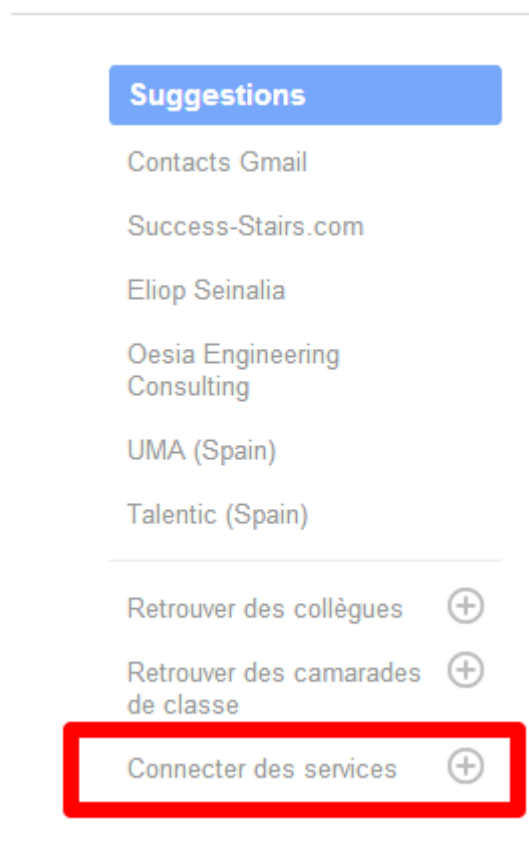 Suggestions
Contacts Gmail
Success-Stairs.com
Eliop Seinalia
Oesia Engineering
Consulting
UMA (Spain)
Talentic (Spain)
Retrouver des collègues
Retrouver des camarades
de classe
Connecter des services